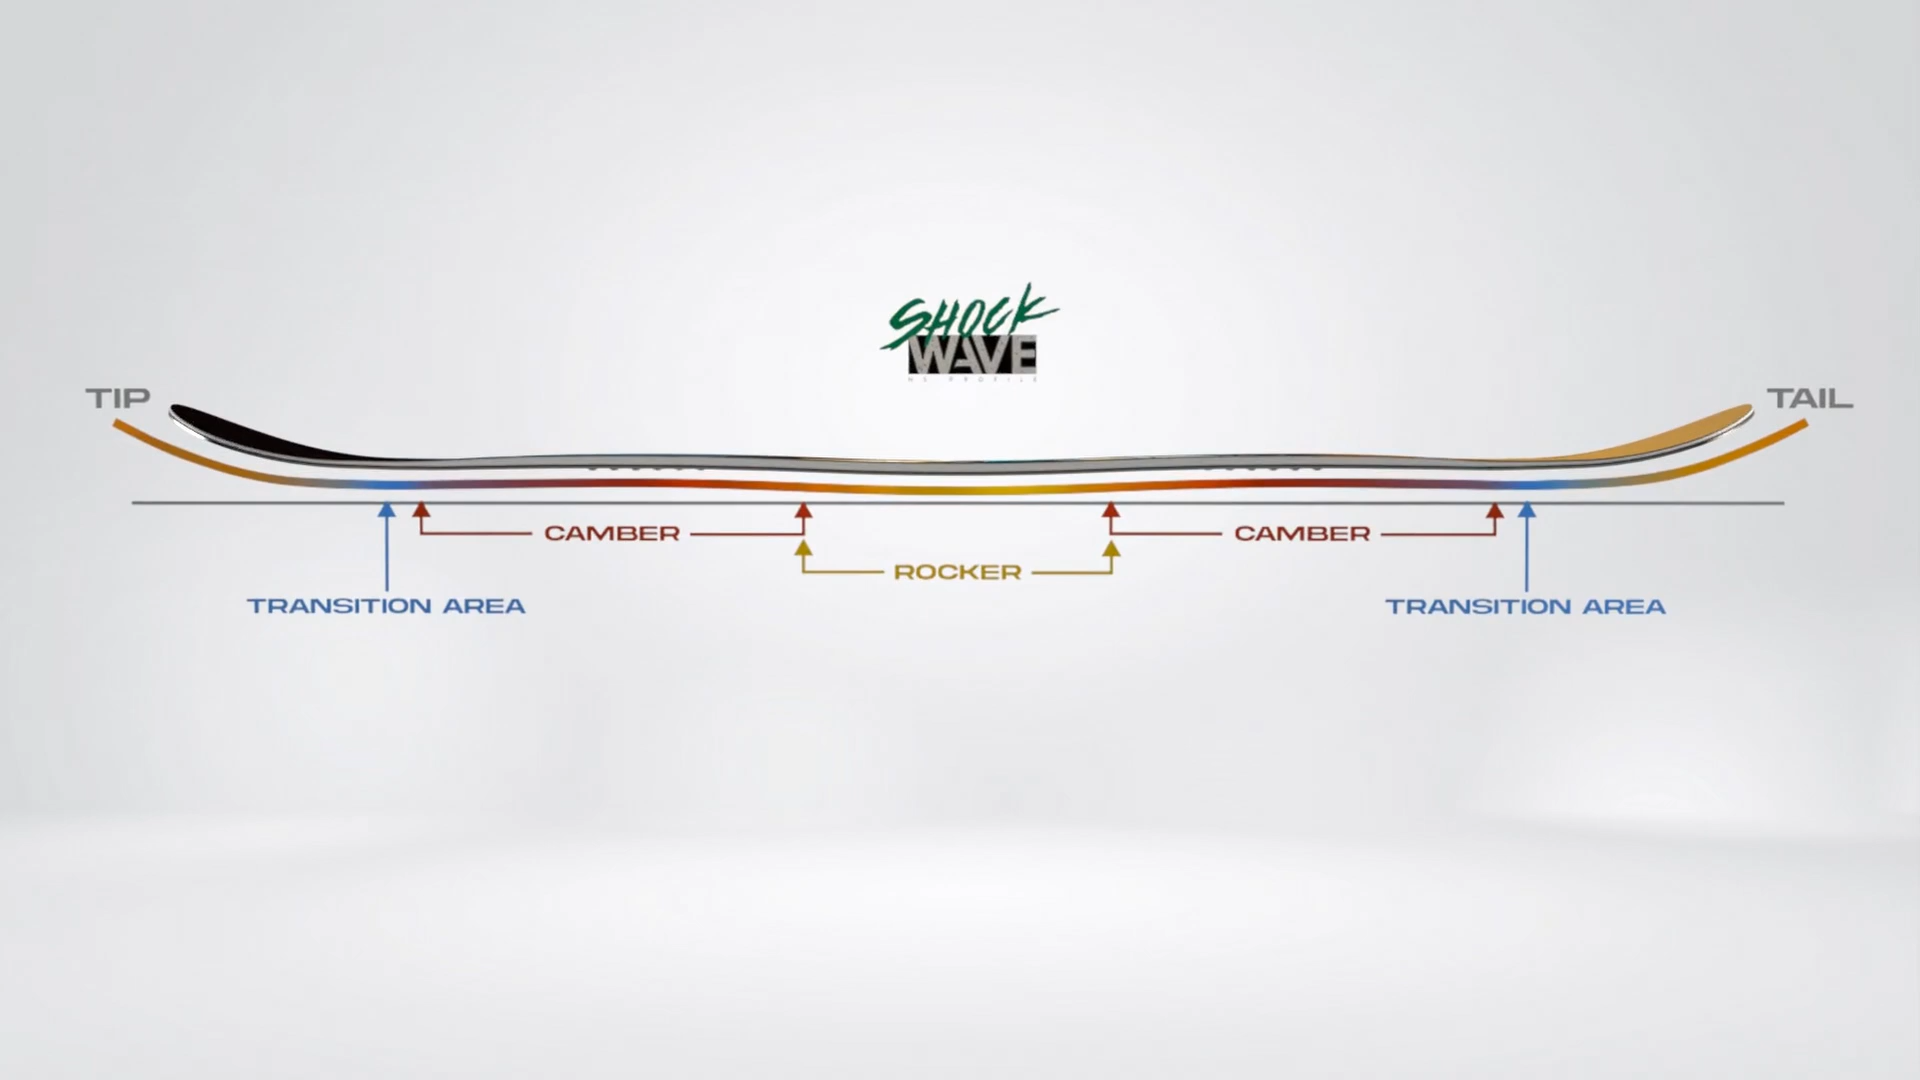 SHOCK
WAVE
TIP
TAIL
CAMBER
CAMBER
ROCKER
TRANSITION AREA
TRANSITION AREA